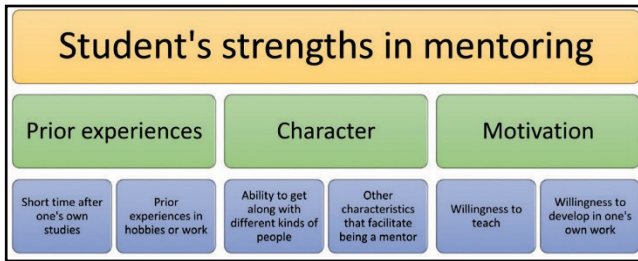 Student's strengths in mentoring
Prior experiences
Character
Motivation
Short time after
one's own
studies
Prior
experiences in
hobbies or work
Ability to get
along with
different kinds of
people
Other
characteristics
that facilitate
being a mentor
Willingness to
teach
Willingness to
develop in one's
own work